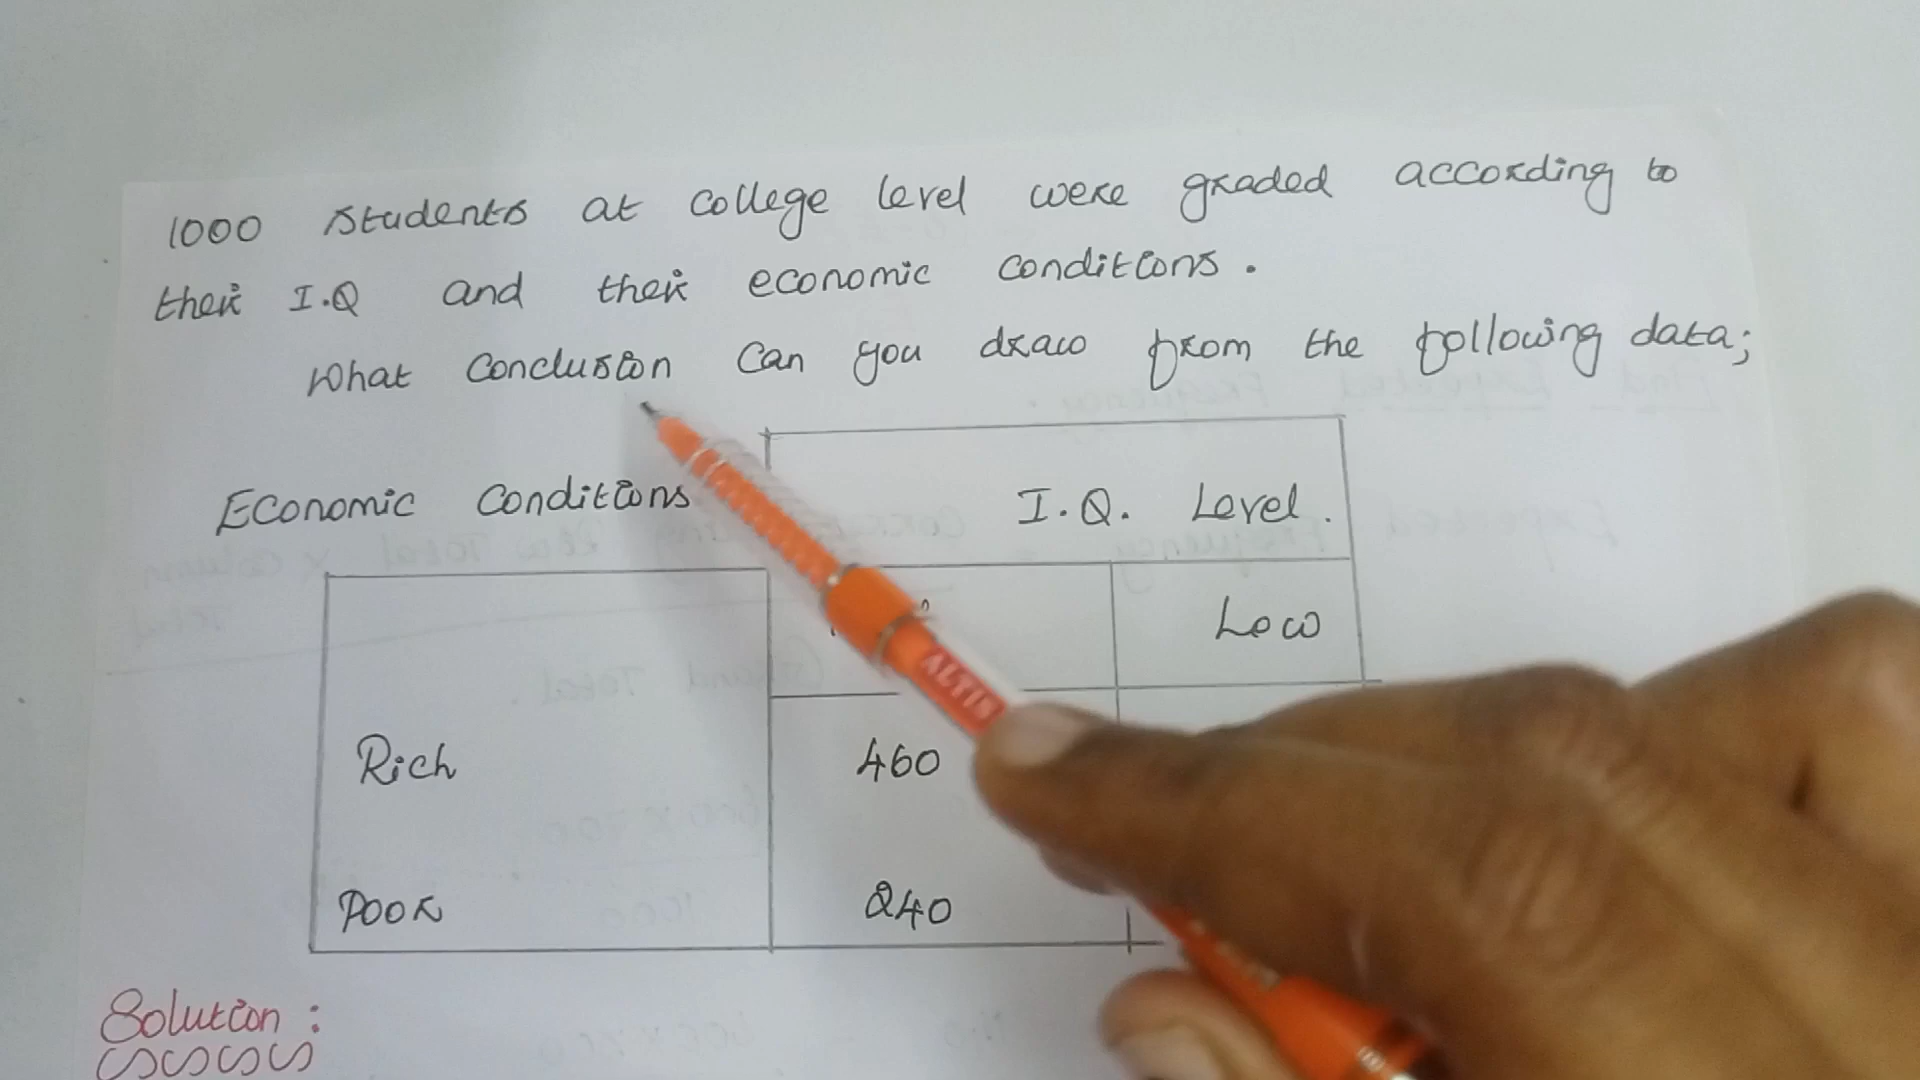 1000 students at college level were graded according to
their I.Q and their economic conditions.
What Conclusion Can you draw from the following data;
Economic Conditions I.Q. Level.
Low
Rich 460
Poor 240
Solution:
ALTIS